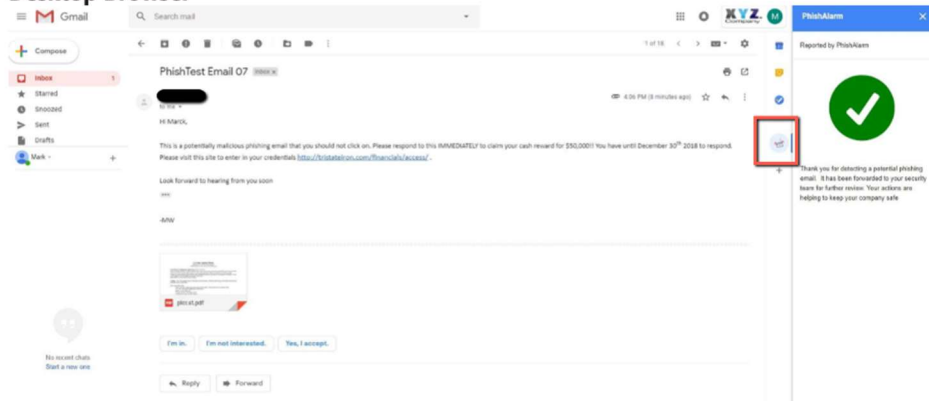 Desktop Browser
Gmail
Search mail
XYZ.
Company
M
PhishAlarm
Compose
1 of 16
Reported by PhishAlarm
Inbox 1
Starred
Snoozed
Sent
Drafts
Mark
PhishTest Email 07 Inbox x
to me
4:06 PM (8 minutes ago)
Hi Marck,
This is a potentially malicious phishing email that you should not click on. Please respond to this IMMEDIATELY to claim your cash reward for $50,000!! You have until December 30th 2018 to respond.
Please visit this site to enter in your credentials http://tristateiron.com/financials/access/ .
Look forward to hearing from you soon
-MW
Thank you for detecting a potential phishing
email. It has been forwarded to your security
team for further review. Your actions are
helping to keep your company safe
I'm in.
I'm not interested.
Yes, I accept.
No recent chats
Start a new one
Reply
Forward